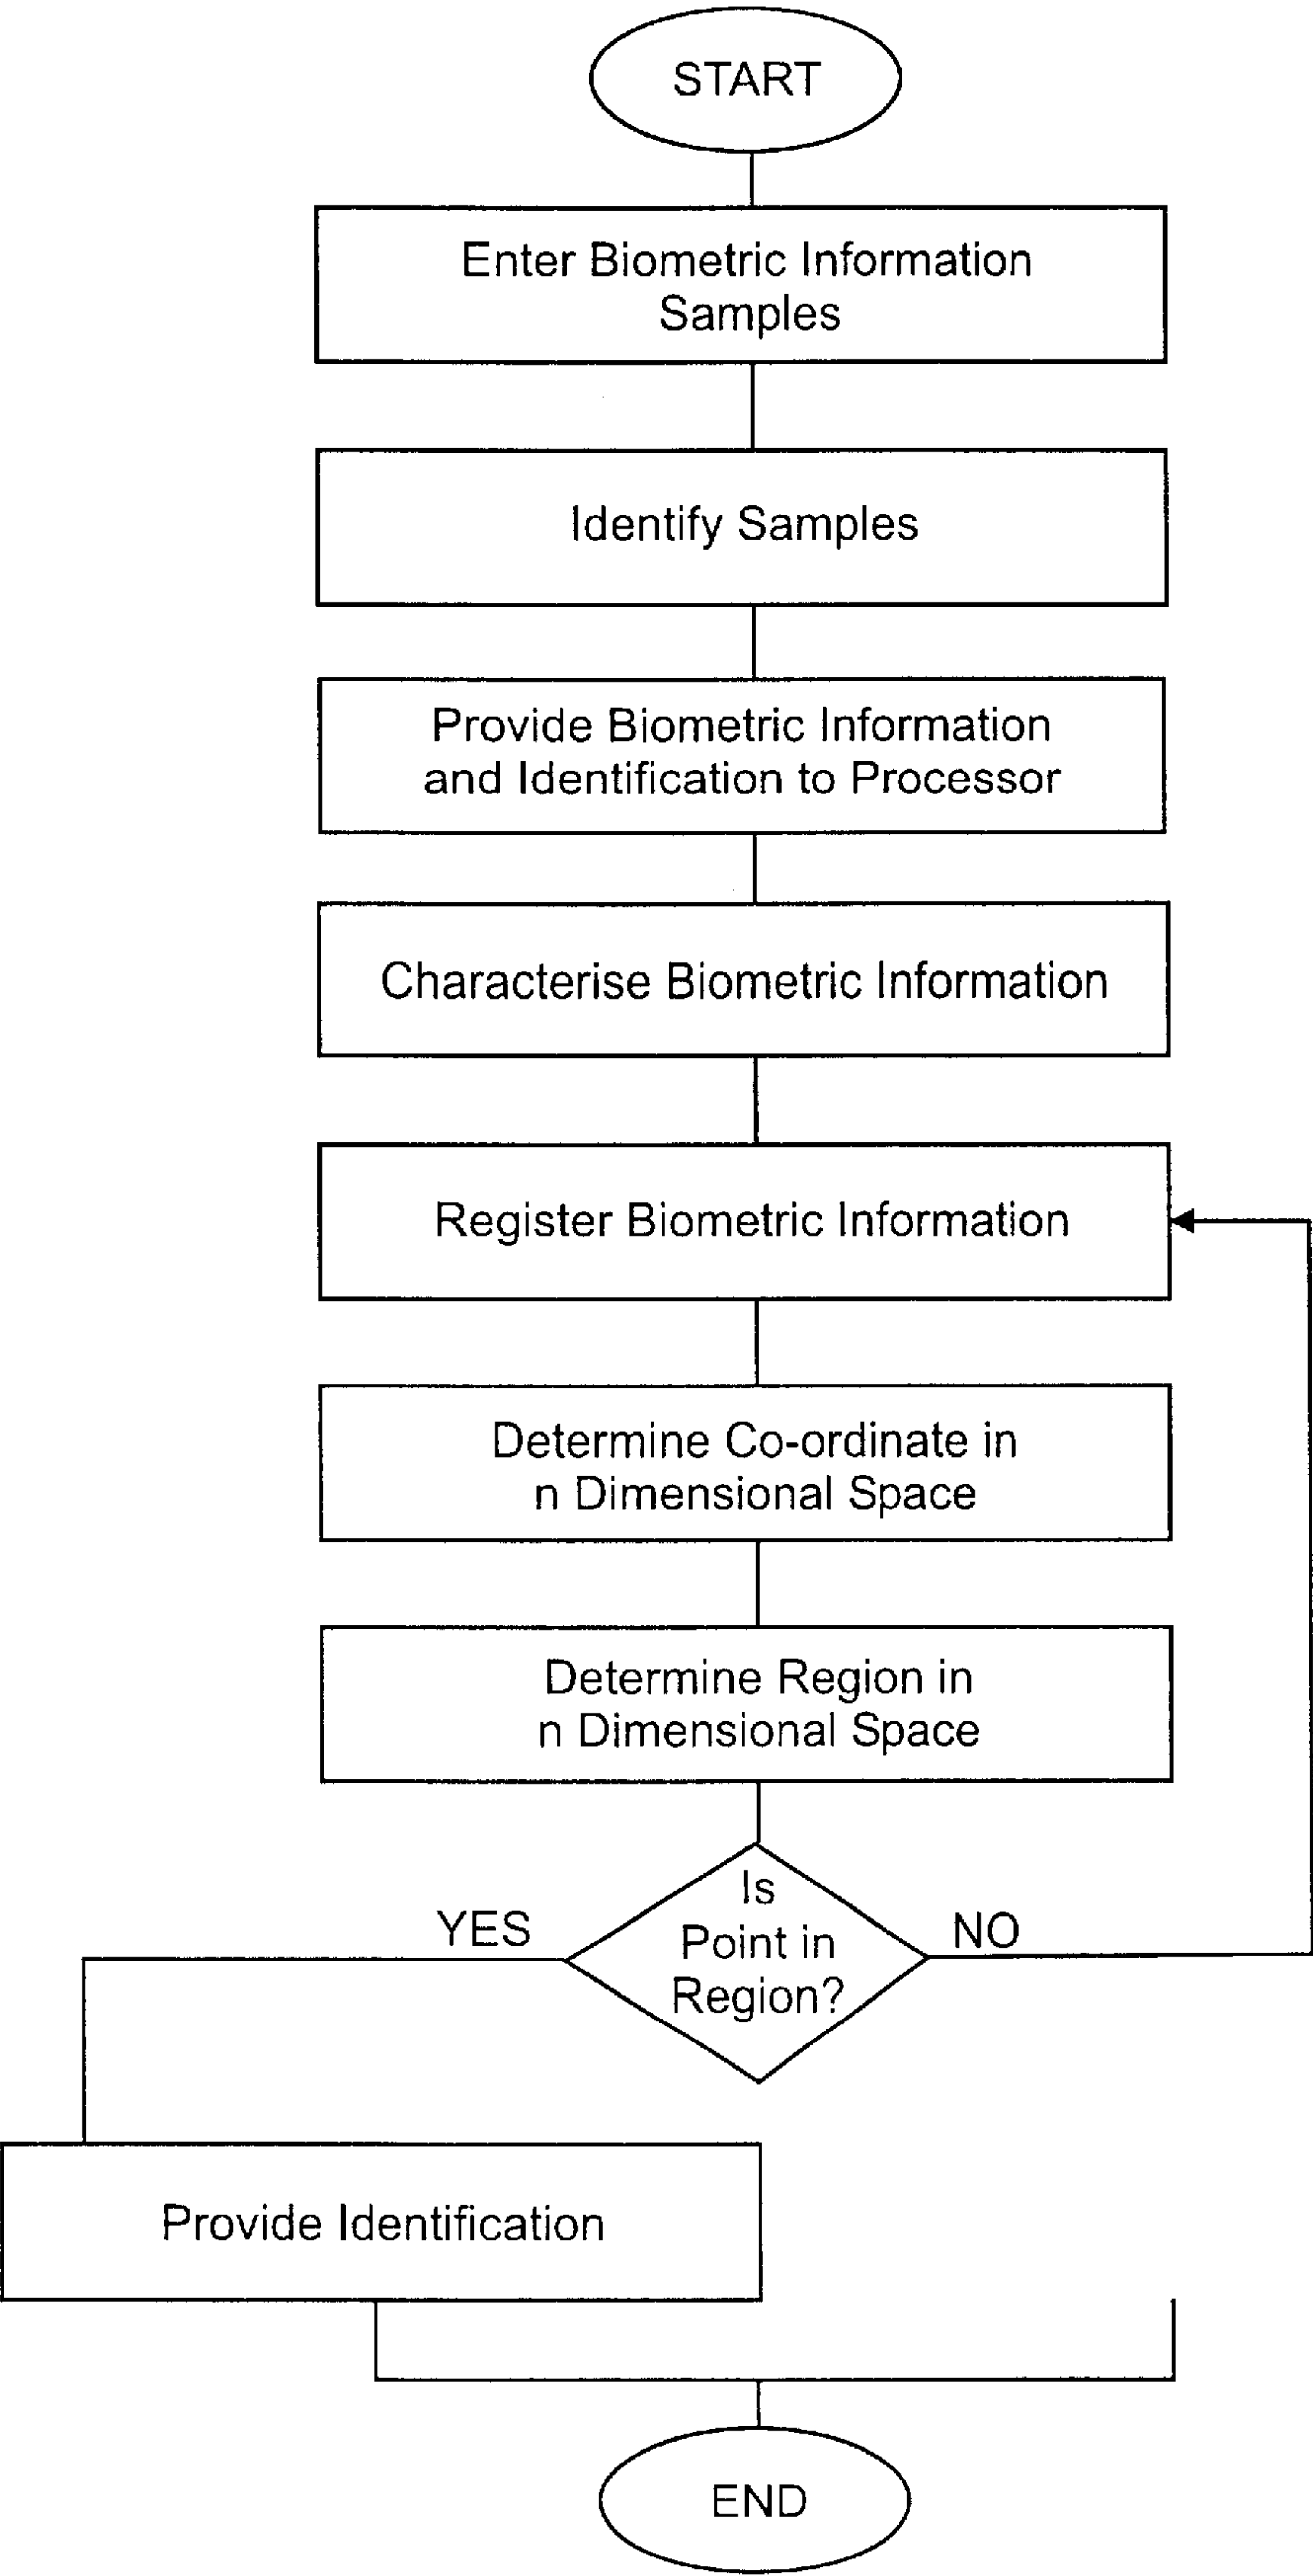 START
Enter Biometric Information
Samples
Identify Samples
Provide Biometric Information
and Identification to Processor
Characterise Biometric Information
Register Biometric Information
Determine Co-ordinate in
n Dimensional Space
Determine Region in
n Dimensional Space
Is
Point in
Region?
YES
NO
Provide Identification
END